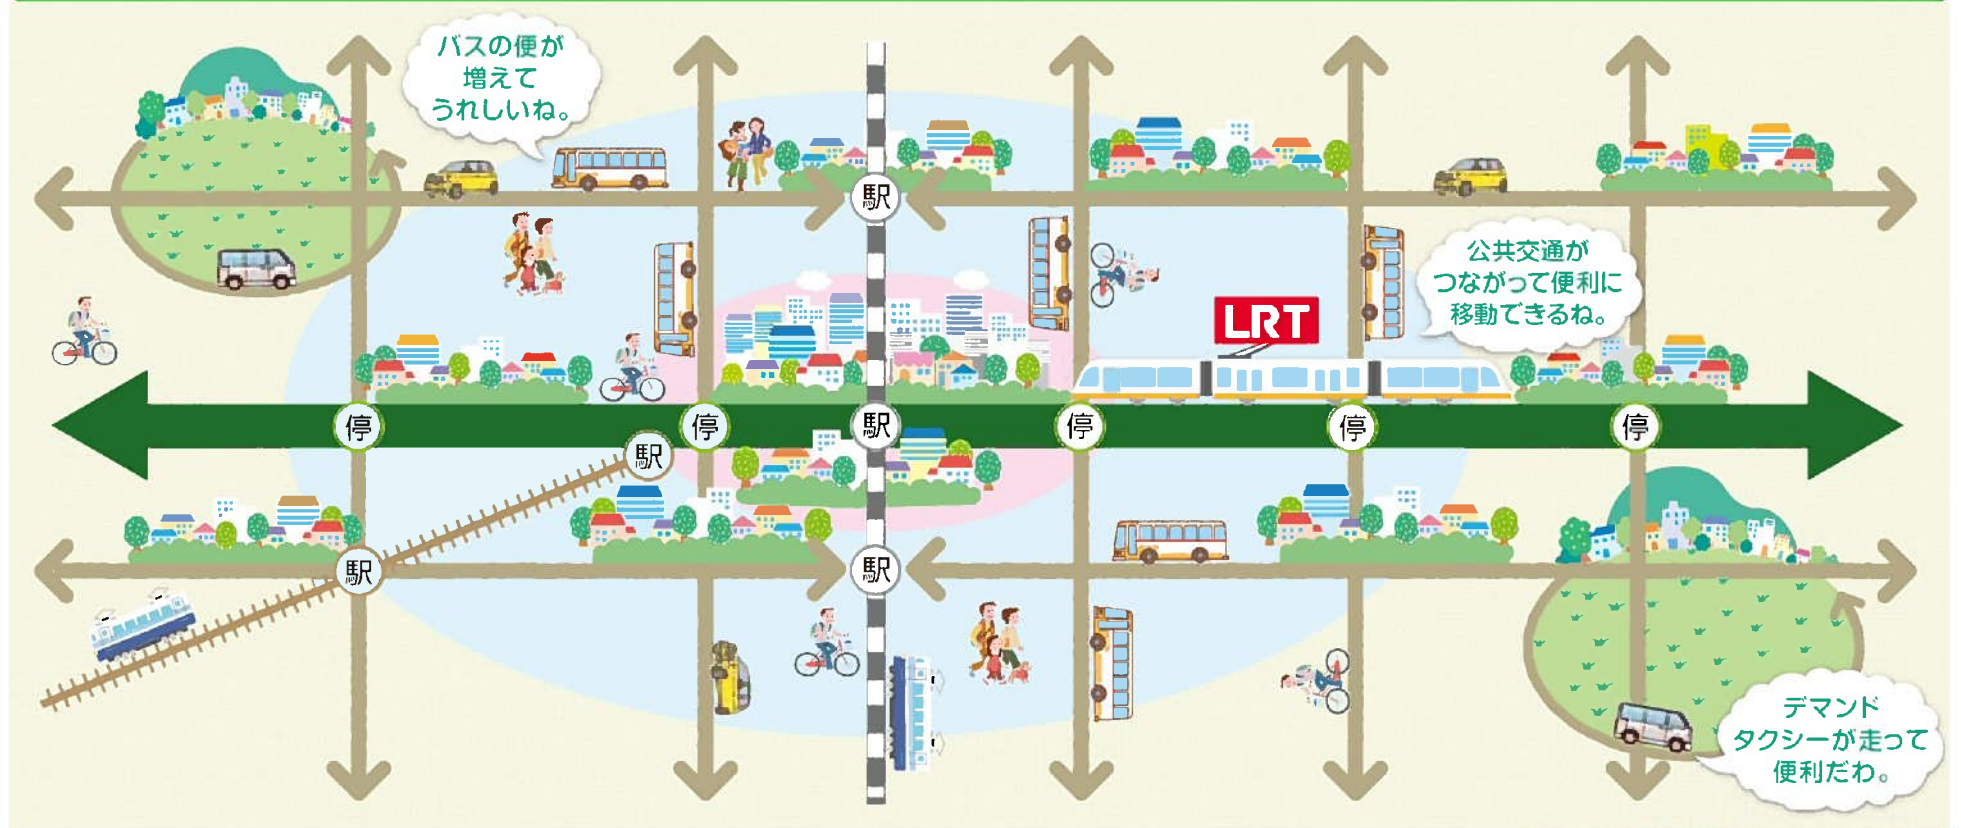 バスの便が
増えて
うれしいね。
駅
公共交通が
つながって便利に
移動できるね。
LRT
停
停
駅
停
停
停
駅
駅
駅
デマンド
タクシーが走って
便利だわ。